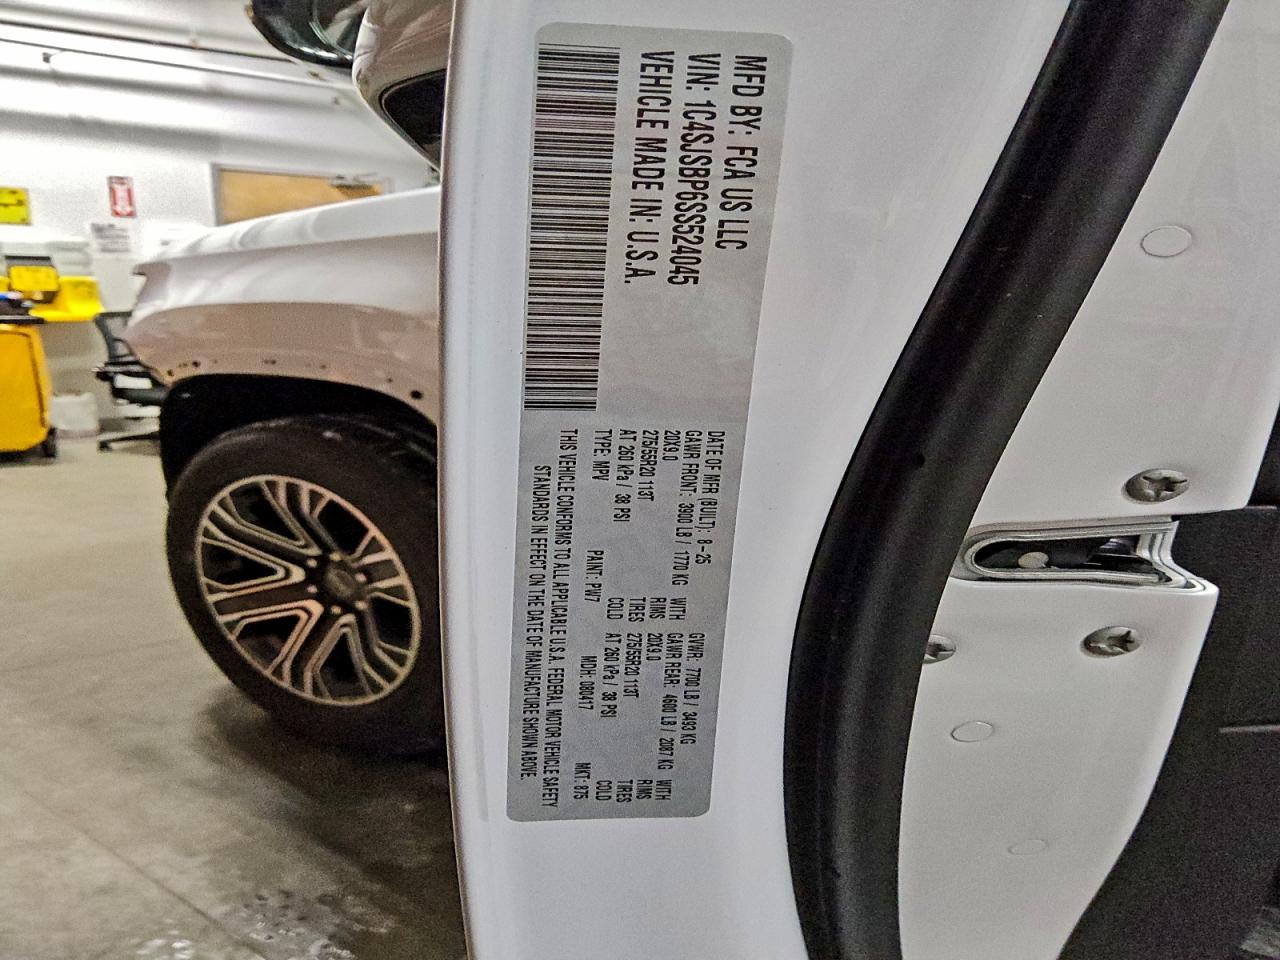 MFD BY: FCA US LLC
VIN: 1C4SJSBP6SS524045
VEHICLE MADE IN: U.S.A.
DATE OF MFR (BUILT): 8-25 GVWR: 7700 LB / 3493 KG
GAWR FRONT: 3900 LB / 1770 KG WITH GAWR REAR: 4600 LB / 2087 KG WITH
20X9.0 RIMS 20X9.0 RIMS
275/55R20 113T TIRES 275/55R20 113T TIRES
AT 260 kPa / 38 PSI COLD AT 260 kPa / 38 PSI COLD
TYPE: MPV PAINT: PW7 MDH: 080417 MKT: 875
THIS VEHICLE CONFORMS TO ALL APPLICABLE U.S.A. FEDERAL MOTOR VEHICLE SAFETY
STANDARDS IN EFFECT ON THE DATE OF MANUFACTURE SHOWN ABOVE.